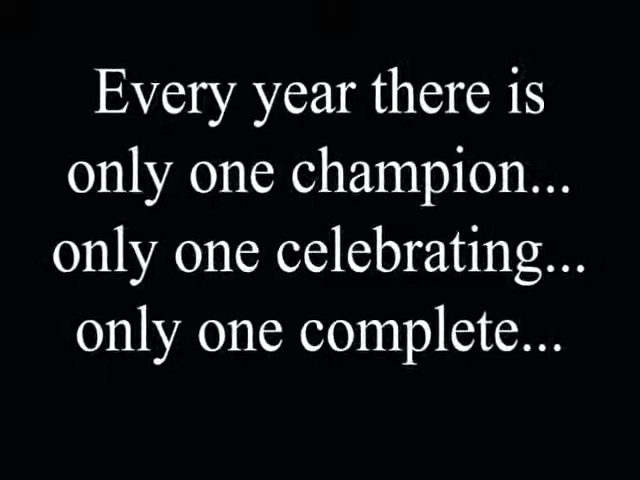 Every year there is
only one champion...
only one celebrating...
only one complete...